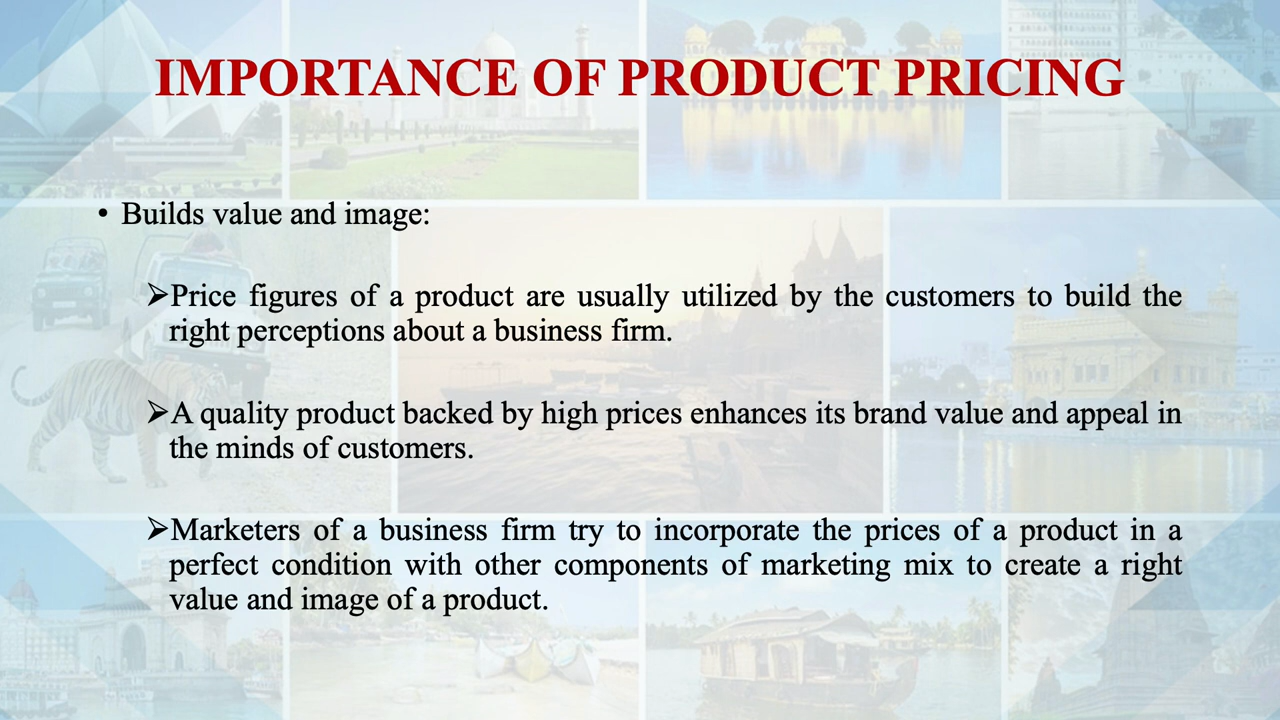 IMPORTANCE OF PRODUCT PRICING
• Builds value and image:
➢Price figures of a product are usually utilized by the customers to build the
right perceptions about a business firm.
➢A quality product backed by high prices enhances its brand value and appeal in
the minds of customers.
➢Marketers of a business firm try to incorporate the prices of a product in a
perfect condition with other components of marketing mix to create a right
value and image of a product.